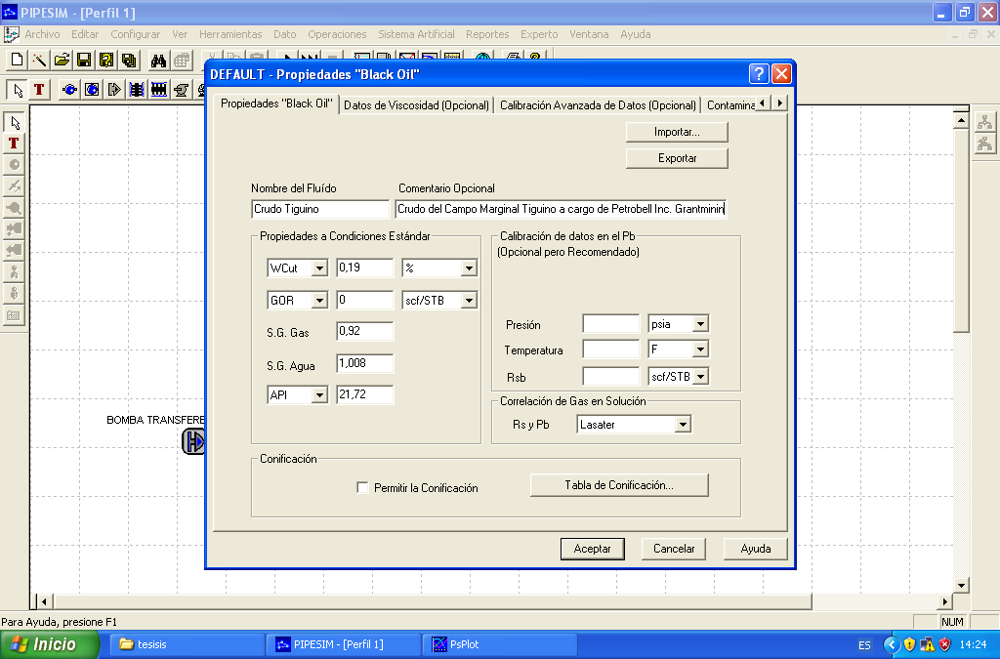 PIPESIM - [Perfil 1]
Archivo Editar Configurar Ver Herramientas Dato Operaciones Sistema Artificial Reportes Experto Ventana Ayuda
T
T
DEFAULT - Propiedades "Black Oil"
Propiedades "Black Oil" Datos de Viscosidad (Opcional) Calibración Avanzada de Datos (Opcional) Contamina
Importar...
Exportar
Nombre del Fluído Comentario Opcional
Crudo Tiguino Crudo del Campo Marginal Tiguino a cargo de Petrobell Inc. Grantminin
Propiedades a Condiciones Estándar
WCut 0,19 %
GOR 0 scf/STB
S.G. Gas 0,92
S.G. Agua 1,008
API 21,72
Calibración de datos en el Pb
(Opcional pero Recomendado)
Presión psia
Temperatura F
Rsb scf/STB
Correlación de Gas en Solución
Rs y Pb Lasater
Conificación
Permitir la Conificación Tabla de Conificación...
Aceptar Cancelar Ayuda
BOMBA TRANSFERE
Para Ayuda, presione F1 NUM
Inicio tesisis PIPESIM - [Perfil 1] PsPlot ES 14:24